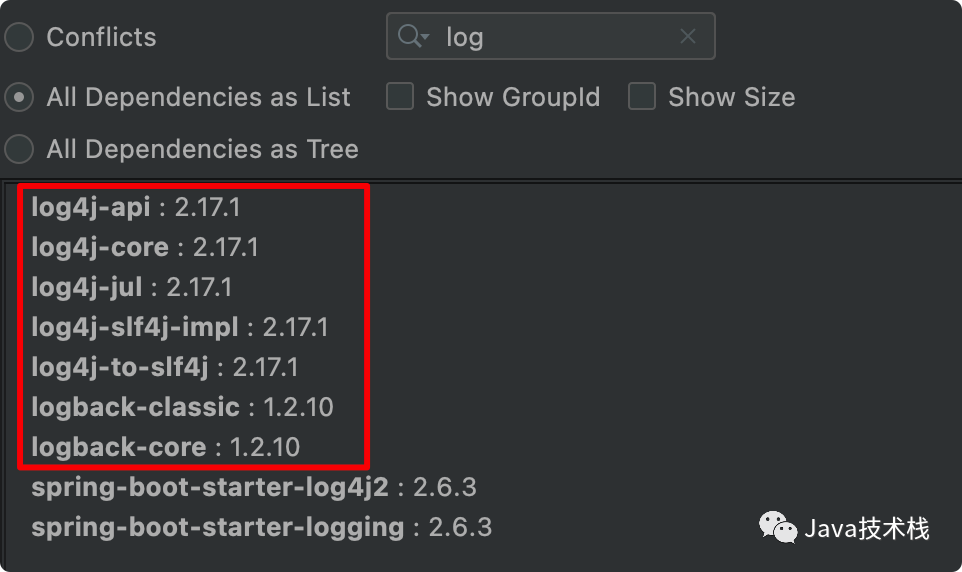 Conflicts
log
All Dependencies as List
Show GroupId
Show Size
All Dependencies as Tree
log4j-api : 2.17.1
log4j-core : 2.17.1
log4j-jul : 2.17.1
log4j-slf4j-impl : 2.17.1
log4j-to-slf4j : 2.17.1
logback-classic : 1.2.10
logback-core : 1.2.10
spring-boot-starter-log4j2 : 2.6.3
spring-boot-starter-logging : 2.6.3
Java技术栈